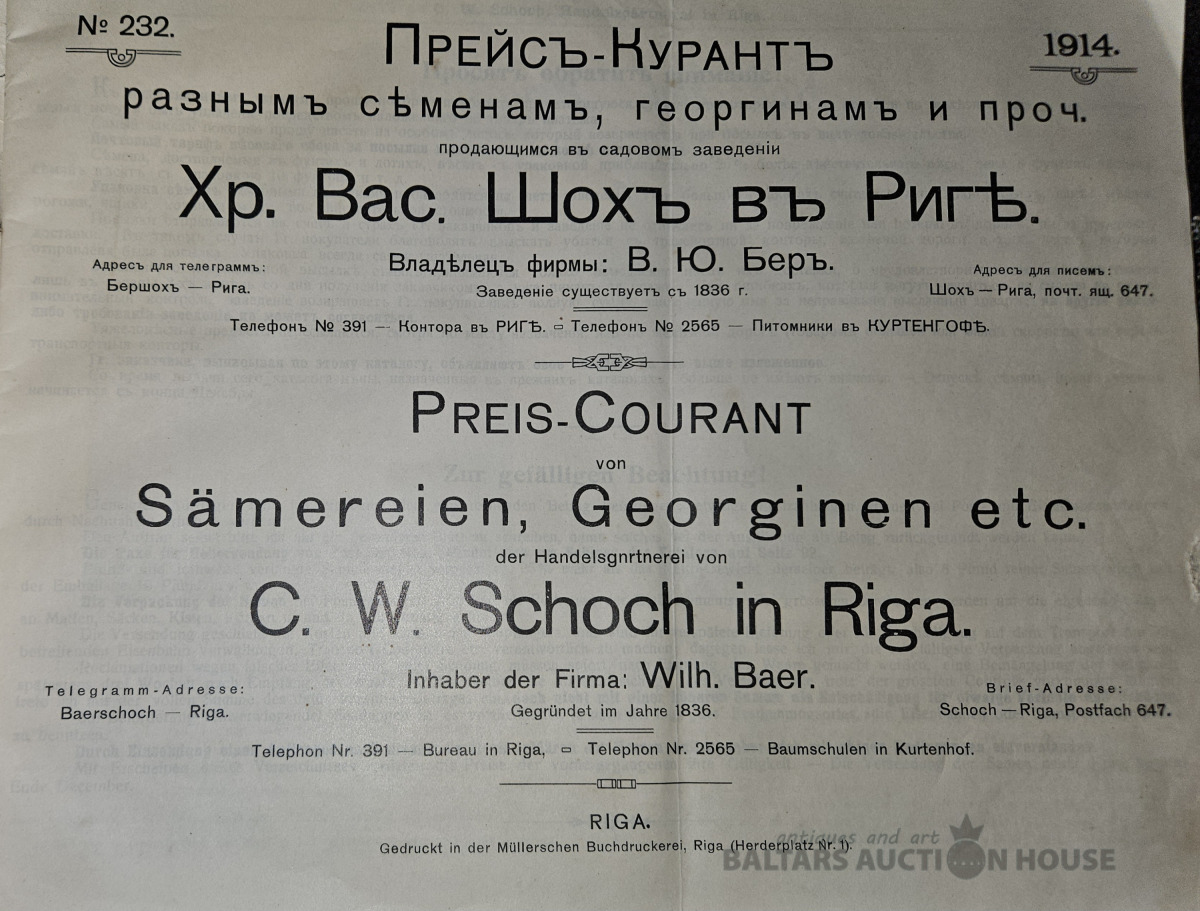 № 232.
1914.
Прейсъ-Курантъ
разнымъ сѣменамъ, георгинамъ и проч.
продающимся въ садовомъ заведеніи
Хр. Вас. Шохъ въ Ригѣ.
Владѣлецъ фирмы: В. Ю. Беръ.
Адресъ для телеграммъ:
Бершохъ — Рига.
Заведеніе существуетъ съ 1836 г.
Адресъ для писемъ:
Шохъ — Рига, почт. ящ. 647.
Телефонъ № 391 — Контора въ РИГѢ. Телефонъ № 2565 — Питомники въ КУРТЕНГОФѢ.
Preis-Courant
von
Sämereien, Georginen etc.
der Handelsgnrtnerei von
C. W. Schoch in Riga.
Inhaber der Firma: Wilh. Baer.
Telegramm-Adresse:
Baerschoch — Riga.
Gegründet im Jahre 1836.
Brief-Adresse:
Schoch — Riga, Postfach 647.
Telephon Nr. 391 — Bureau in Riga, Telephon Nr. 2565 — Baumschulen in Kurtenhof.
RIGA.
Gedruckt in der Müllerschen Buchdruckerei, Riga (Herderplatz Nr. 1).
antiques and art
BALTARS AUCTION HOUSE